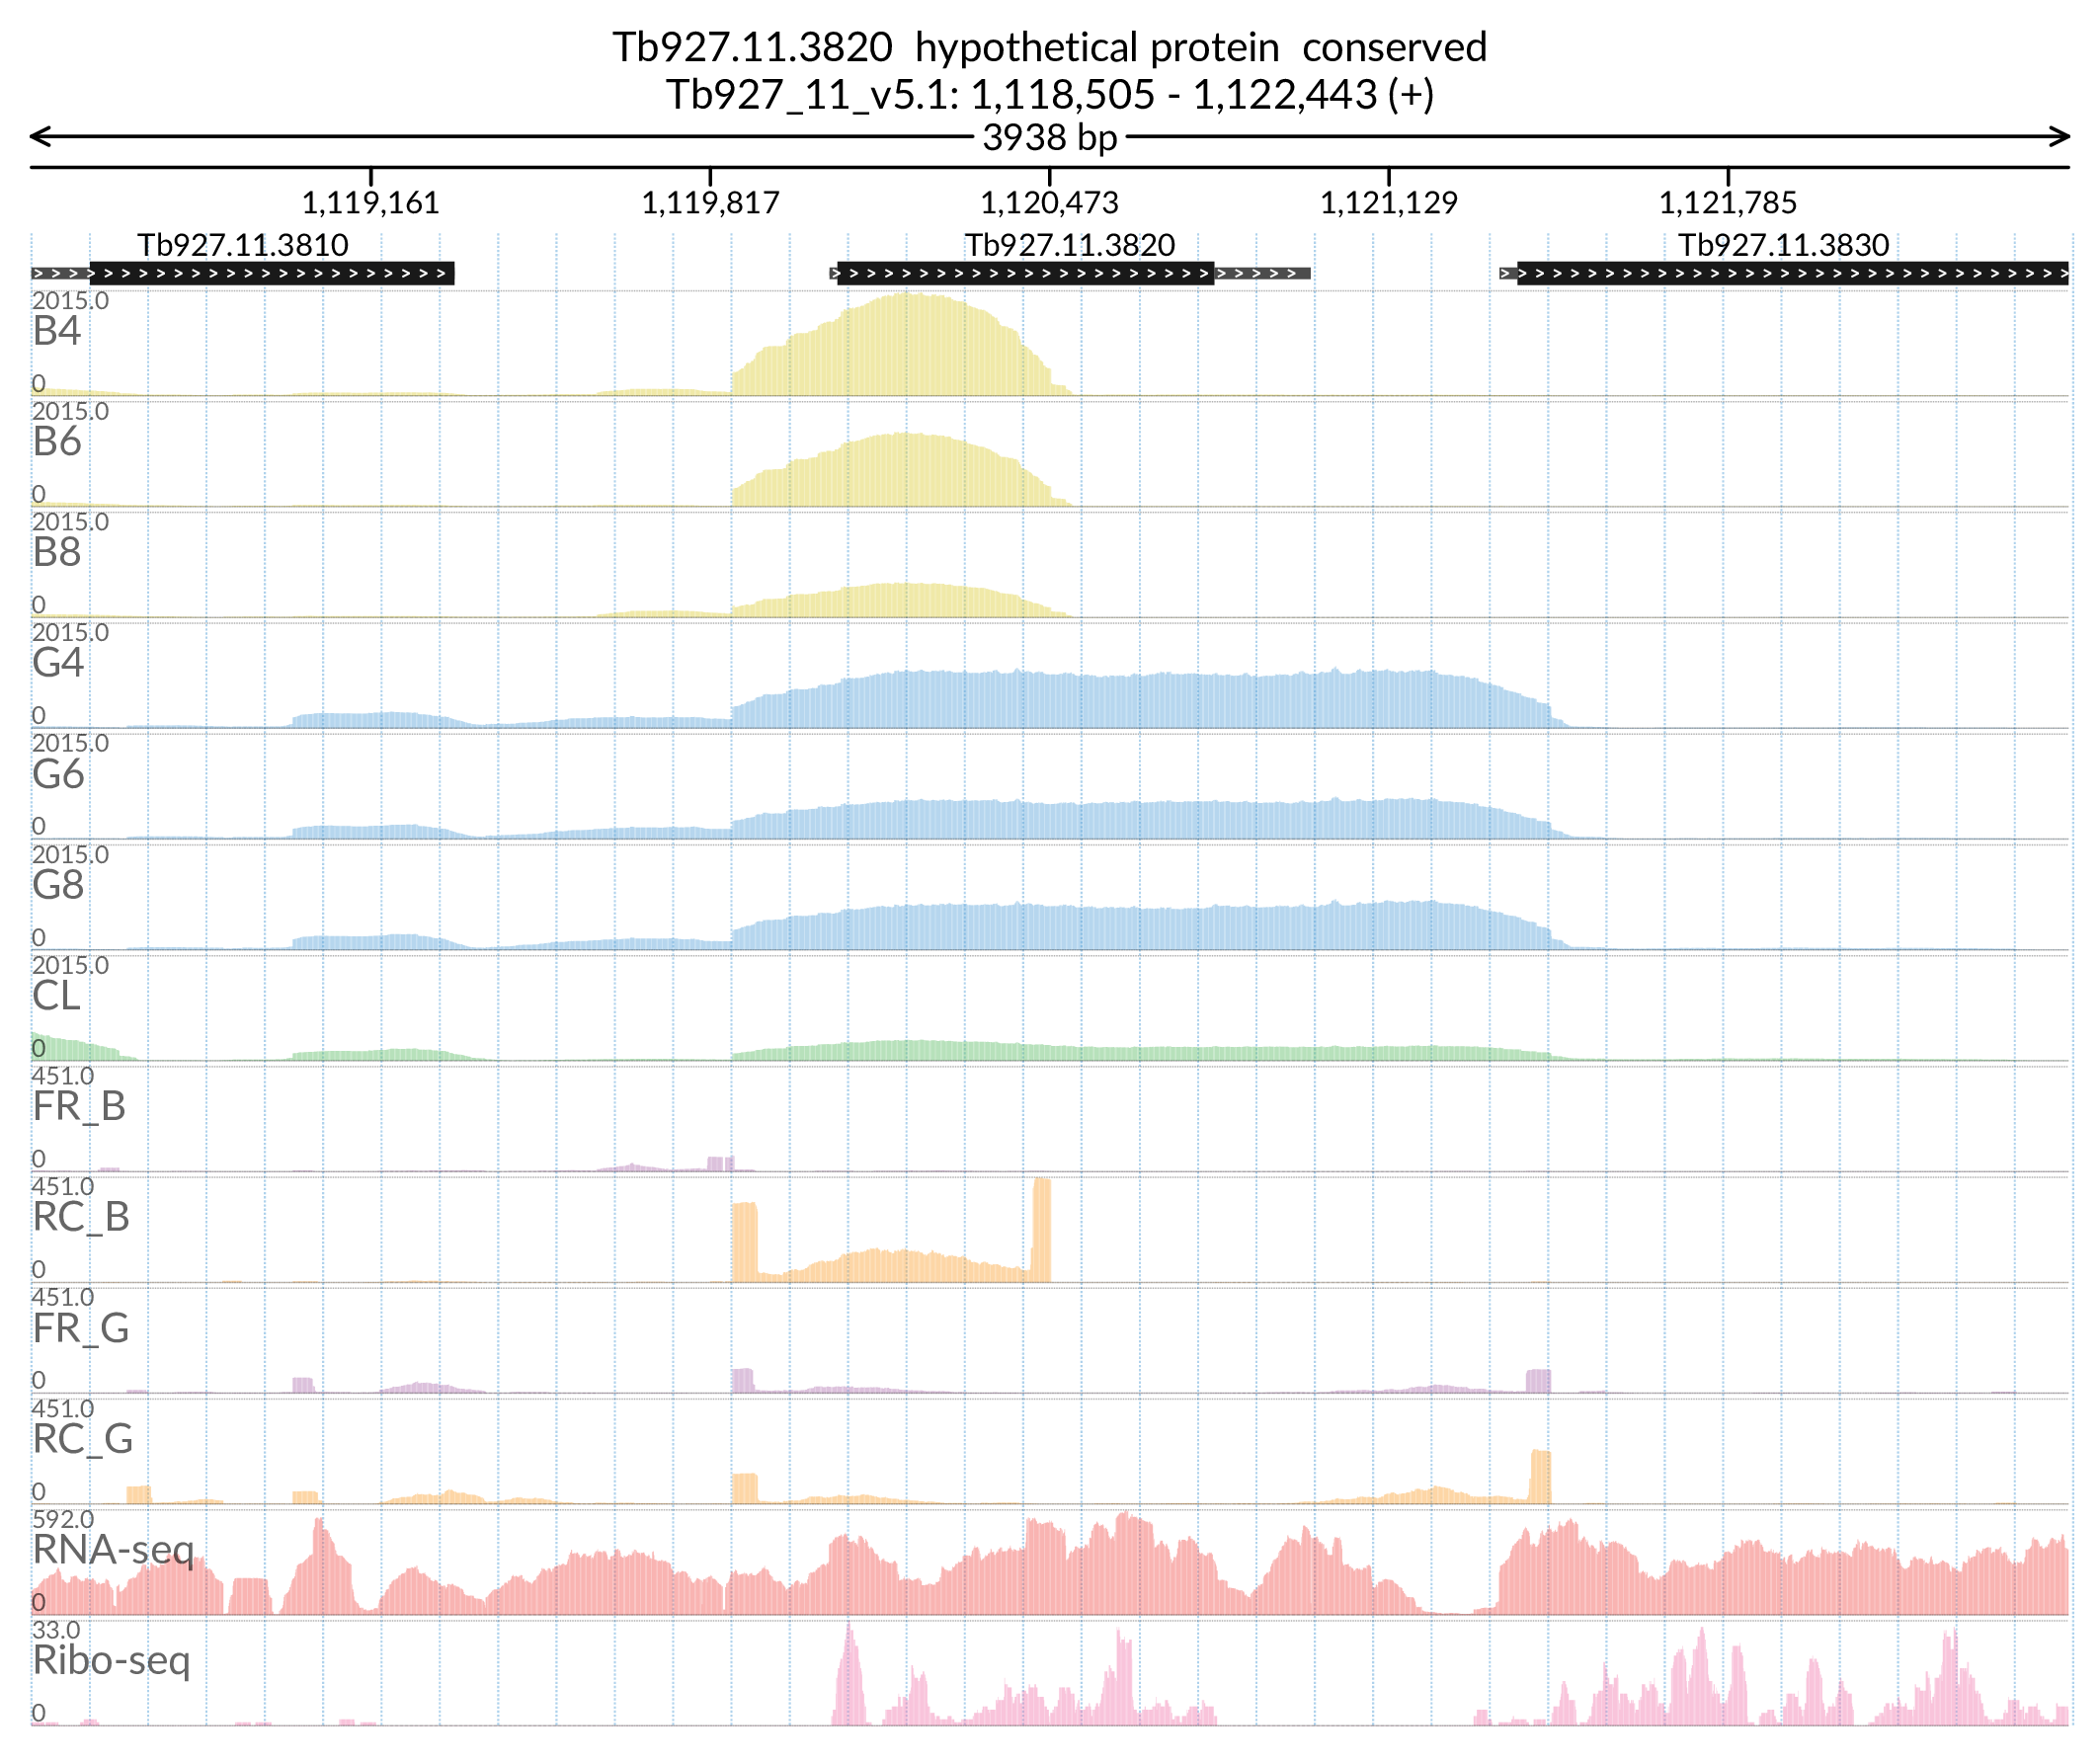 Tb927.11.3820 hypothetical protein conserved
Tb927_11_v5.1: 1,118,505 - 1,122,443 (+)
3938 bp
1,119,161 1,119,817 1,120,473 1,121,129 1,121,785
Tb927.11.3810 Tb927.11.3820 Tb927.11.3830
2015.0
B4
0
2015.0
B6
0
2015.0
B8
0
2015.0
G4
0
2015.0
G6
0
2015.0
G8
0
2015.0
CL
0
451.0
FR_B
0
451.0
RC_B
0
451.0
FR_G
0
451.0
RC_G
0
592.0
RNA-seq
0
33.0
Ribo-seq
0